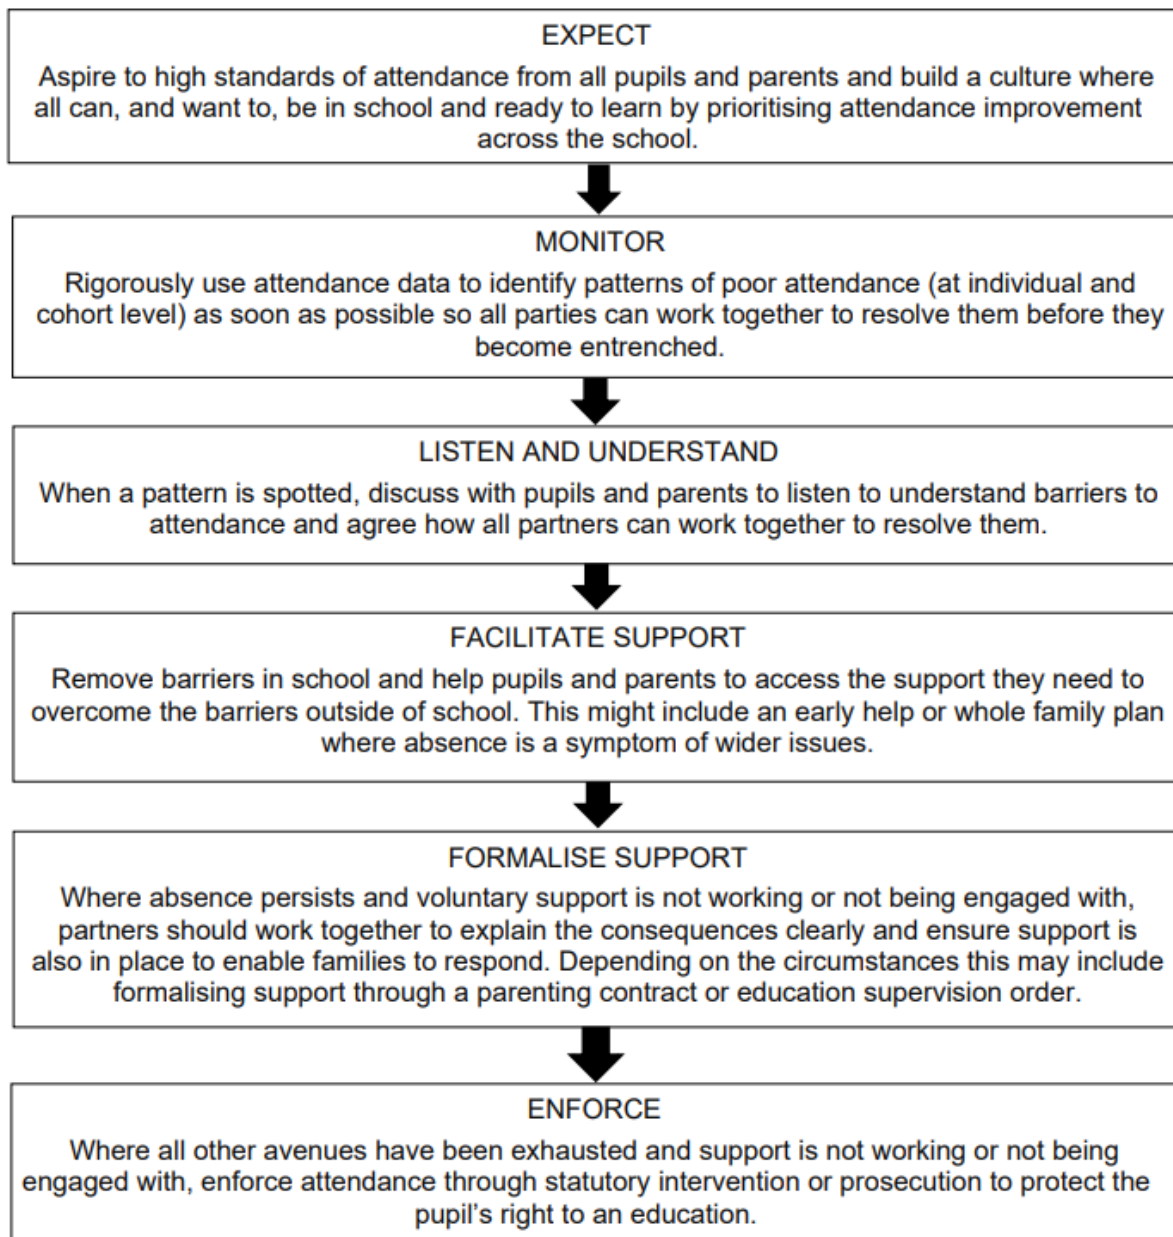 EXPECT
Aspire to high standards of attendance from all pupils and parents and build a culture where
all can, and want to, be in school and ready to learn by prioritising attendance improvement
across the school.
MONITOR
Rigorously use attendance data to identify patterns of poor attendance (at individual and
cohort level) as soon as possible so all parties can work together to resolve them before they
become entrenched.
LISTEN AND UNDERSTAND
When a pattern is spotted, discuss with pupils and parents to listen to understand barriers to
attendance and agree how all partners can work together to resolve them.
FACILITATE SUPPORT
Remove barriers in school and help pupils and parents to access the support they need to
overcome the barriers outside of school. This might include an early help or whole family plan
where absence is a symptom of wider issues.
FORMALISE SUPPORT
Where absence persists and voluntary support is not working or not being engaged with,
partners should work together to explain the consequences clearly and ensure support is
also in place to enable families to respond. Depending on the circumstances this may include
formalising support through a parenting contract or education supervision order.
ENFORCE
Where all other avenues have been exhausted and support is not working or not being
engaged with, enforce attendance through statutory intervention or prosecution to protect the
pupil's right to an education.